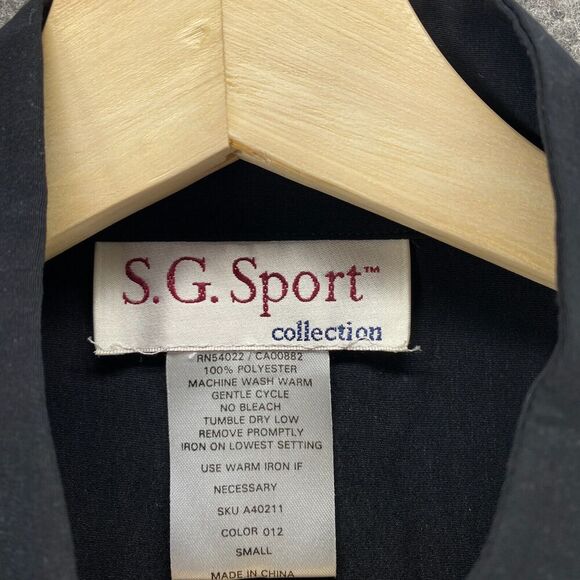 S.G. Sport™
collection
RN54022 / CA00882
100% POLYESTER
MACHINE WASH WARM
GENTLE CYCLE
NO BLEACH
TUMBLE DRY LOW
REMOVE PROMPTLY
IRON ON LOWEST SETTING
USE WARM IRON IF
NECESSARY
SKU A40211
COLOR 012
SMALL
MADE IN CHINA